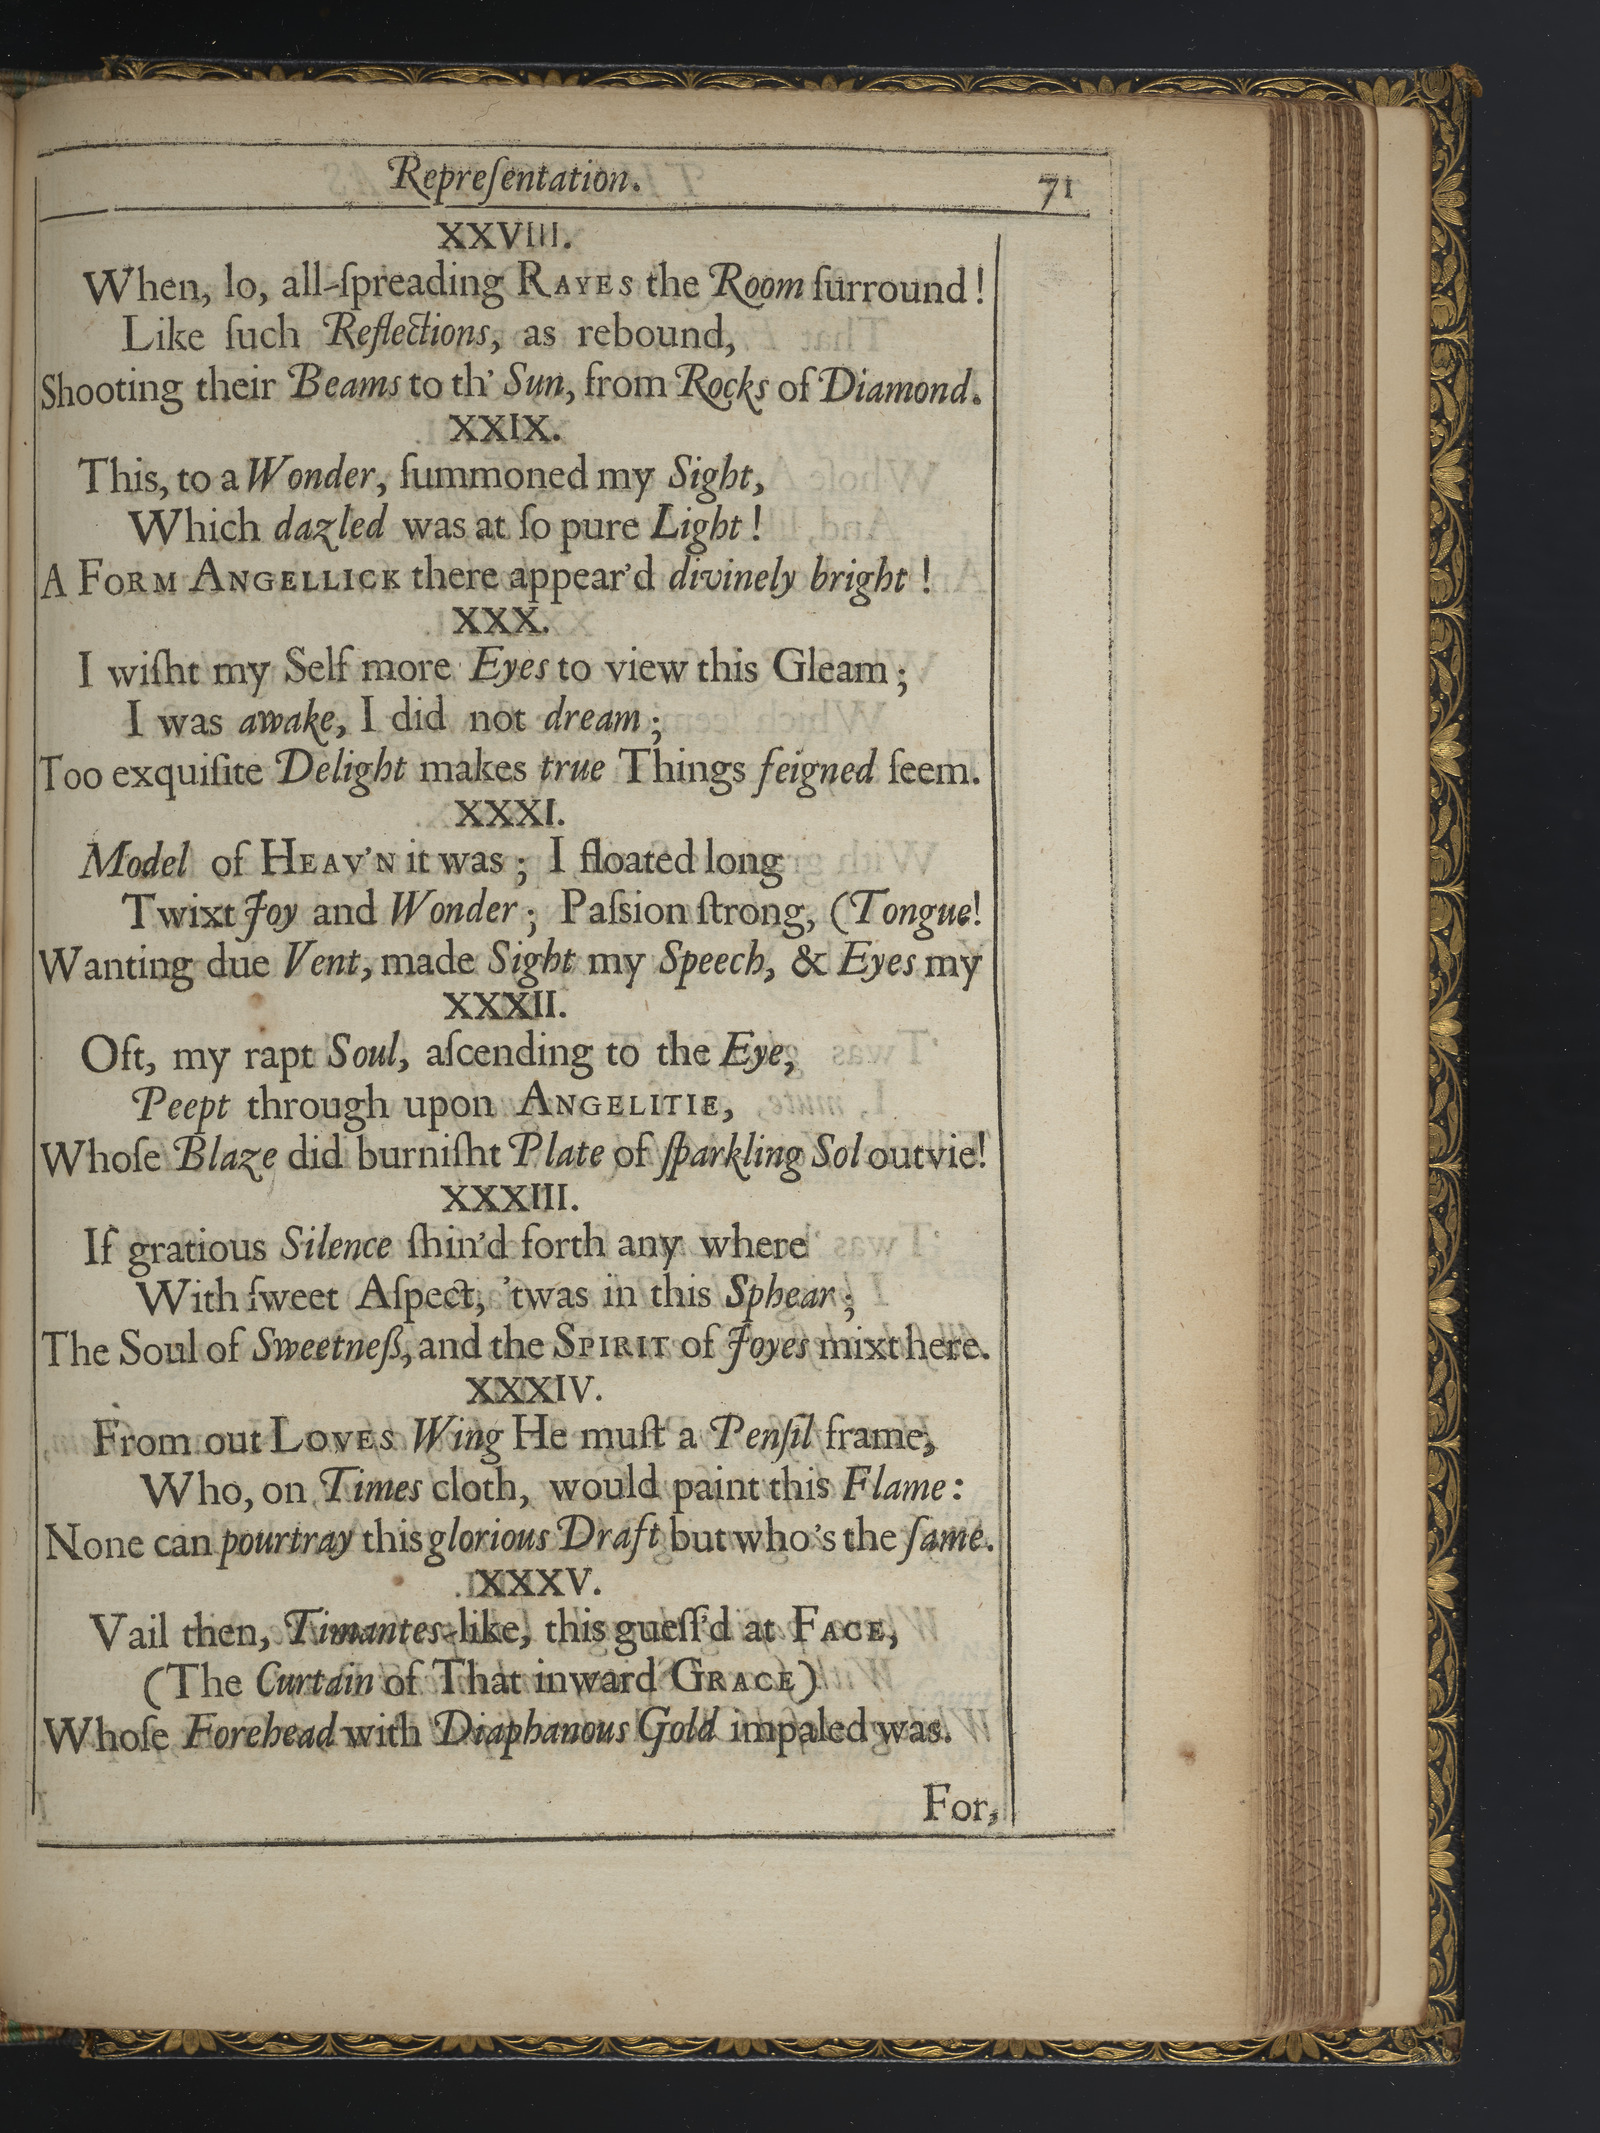 Repreſentation. 71
XXVIII.
When, lo, all-ſpreading RAYES the Room ſurround!
Like ſuch Reflections, as rebound,
Shooting their Beams to th' Sun, from Rocks of Diamond.
XXIX.
This, to a Wonder, ſummoned my Sight,
Which dazled was at ſo pure Light!
A FORM ANGELLICK there appear'd divinely bright!
XXX.
I wiſht my Self more Eyes to view this Gleam;
I was awake, I did not dream;
Too exquiſite Delight makes true Things feigned ſeem.
XXXI.
Model of HEAV'N it was; I floated long
Twixt Joy and Wonder; Paſsion ſtrong, (Tongue!
Wanting due Vent, made Sight my Speech, & Eyes my
XXXII.
Oft, my rapt Soul, aſcending to the Eye,
Peept through upon ANGELITIE,
Whoſe Blaze did burniſht Plate of ſparkling Sol outvie!
XXXIII.
If gratious Silence ſhin'd forth any where
With ſweet Aſpect, 'twas in this Sphear;
The Soul of Sweetneß, and the SPIRIT of Joyes mixt here.
XXXIV.
From out LOVES Wing He muſt a Penſil frame,
Who, on Times cloth, would paint this Flame:
None can pourtray this glorious Draft but who's the ſame.
XXXV.
Vail then, Timantes-like, this gueſſ'd at FACE,
(The Curtain of That inward GRACE)
Whoſe Forehead with Diaphanous Gold impaled was.
For,